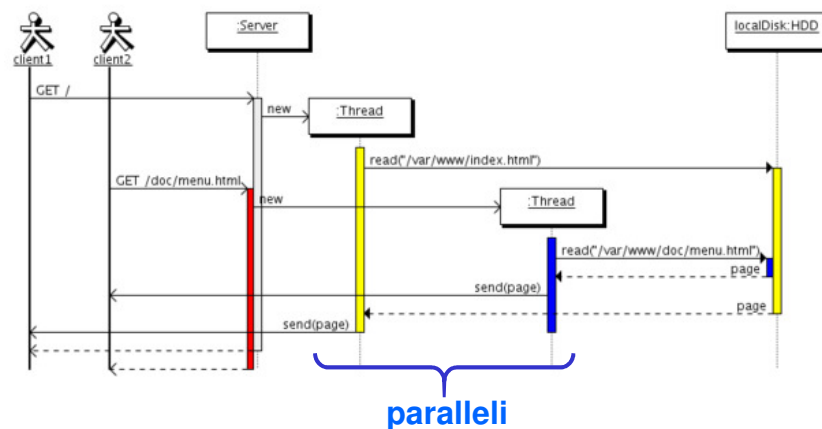 :Server
localDisk:HDD
client1
client2
GET /
new
:Thread
read("/var/www/index.html")
GET /doc/menu.html
new
:Thread
read("/var/www/doc/menu.html")
page
send(page)
page
send(page)
paralleli